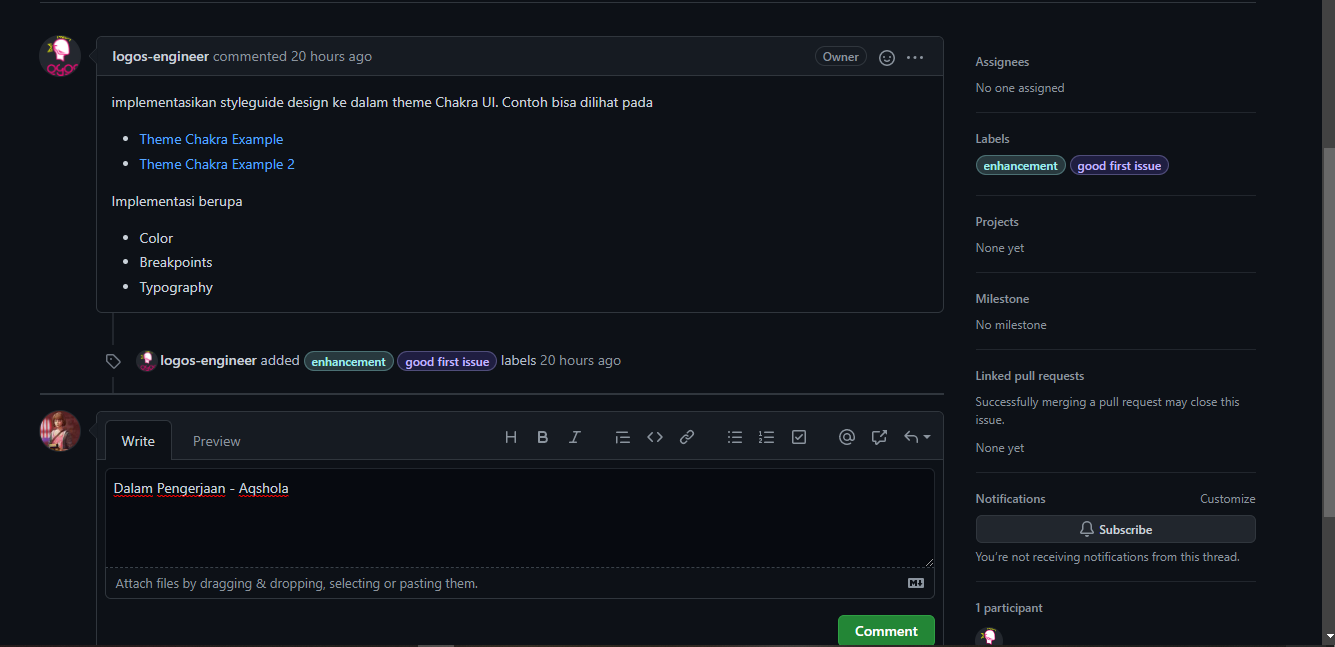 logos-engineer commented 20 hours ago
Owner
implementasikan styleguide design ke dalam theme Chakra UI. Contoh bisa dilihat pada
Theme Chakra Example
Theme Chakra Example 2
Implementasi berupa
Color
Breakpoints
Typography
logos-engineer added enhancement good first issue labels 20 hours ago
Write
Preview
Dalam Pengerjaan - Aqshola
Attach files by dragging & dropping, selecting or pasting them.
Comment
Assignees
No one assigned
Labels
enhancement good first issue
Projects
None yet
Milestone
No milestone
Linked pull requests
Successfully merging a pull request may close this
issue.
None yet
Notifications
Customize
Subscribe
You're not receiving notifications from this thread.
1 participant